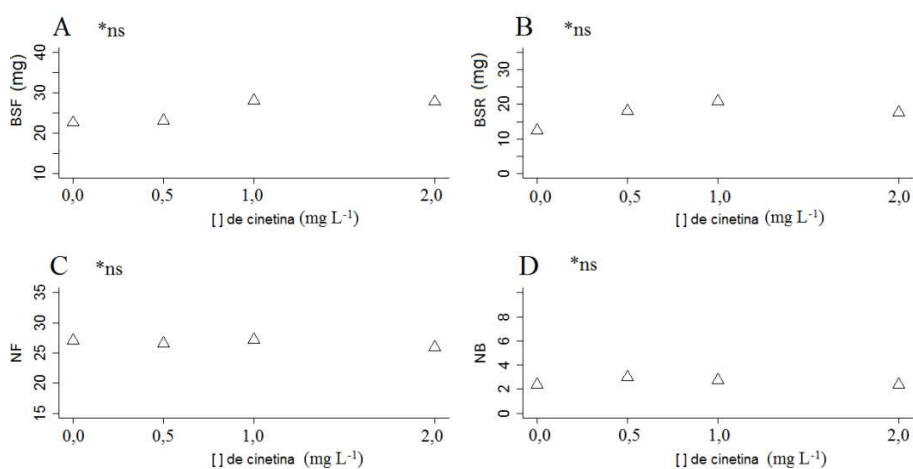 A *ns
BSF (mg)
40
30
20
10
0,0 0,5 1,0 2,0
[ ] de cinetina (mg L⁻¹)
B *ns
BSR (mg)
30
20
10
0
0,0 0,5 1,0 2,0
[ ] de cinetina (mg L⁻¹)
C *ns
NF
35
30
25
20
15
0,0 0,5 1,0 2,0
[ ] de cinetina (mg L⁻¹)
D *ns
NB
8
6
4
2
0
0,0 0,5 1,0 2,0
[ ] de cinetina (mg L⁻¹)